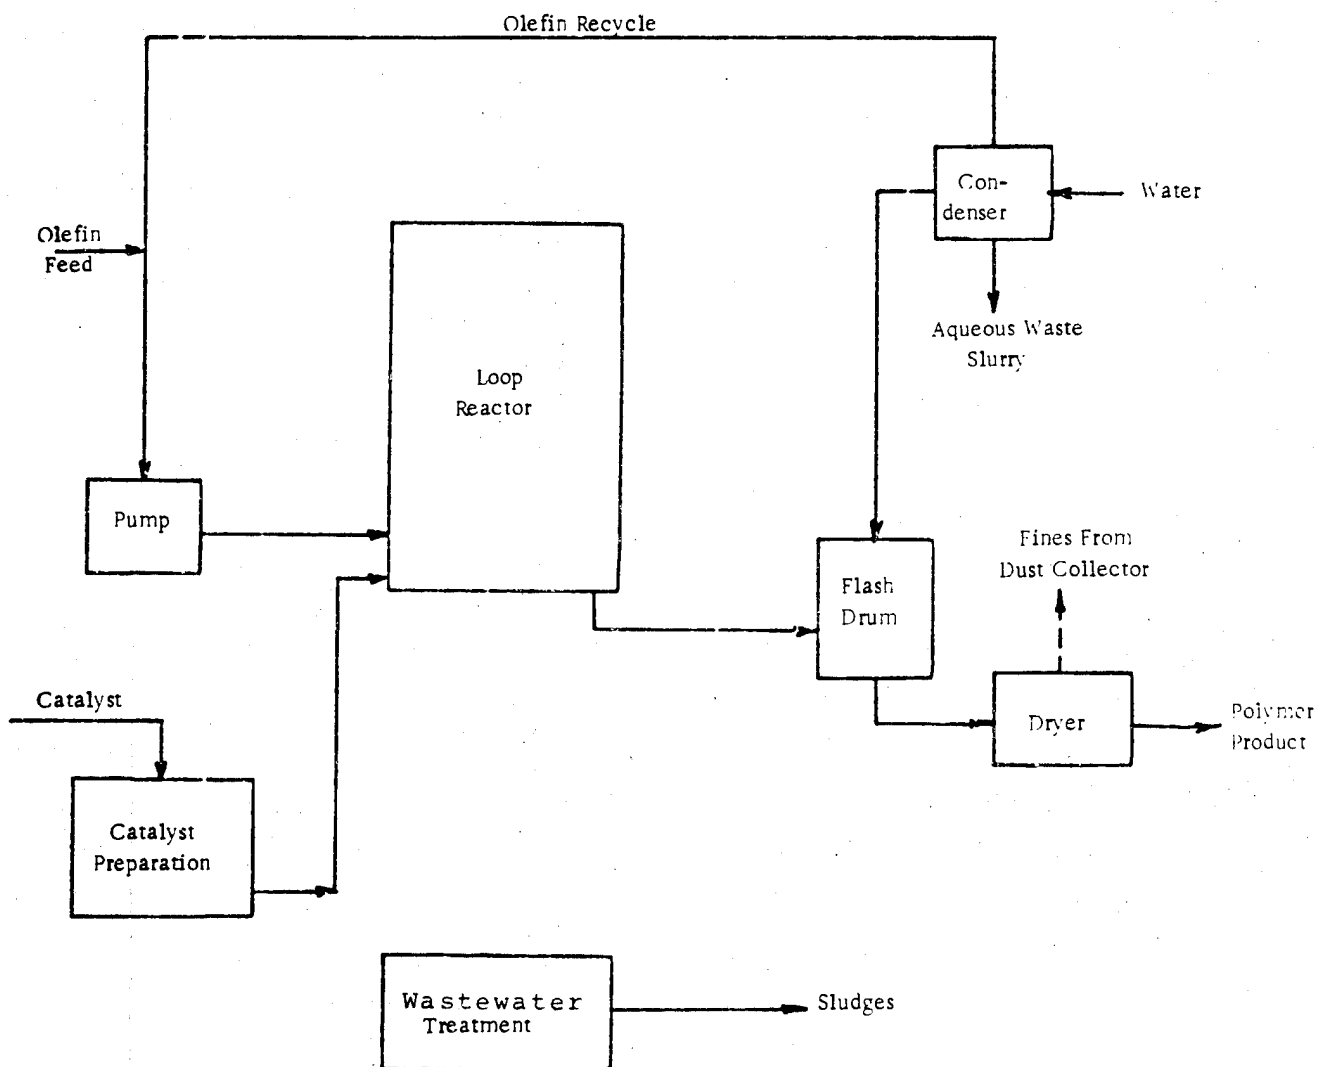 Olefin Recycle
Con-
denser
Water
Olefin
Feed
Aqueous Waste
Slurry
Loop
Reactor
Pump
Fines From
Dust Collector
Flash
Drum
Catalyst
Dryer
Polymer
Product
Catalyst
Preparation
Wastewater
Treatment
Sludges